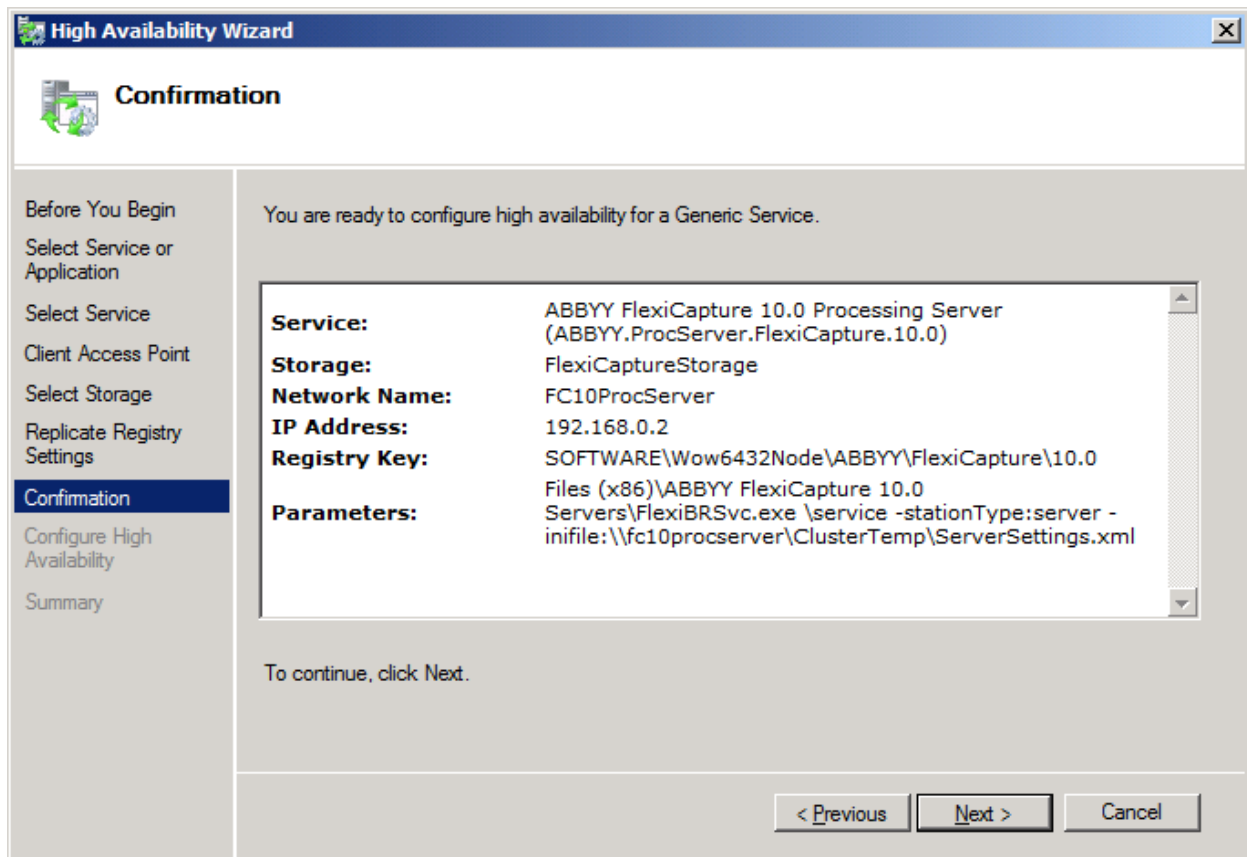 High Availability Wizard
Confirmation
Before You Begin
Select Service or
Application
Select Service
Client Access Point
Select Storage
Replicate Registry
Settings
Confirmation
Configure High
Availability
Summary
You are ready to configure high availability for a Generic Service.
Service: ABBYY FlexiCapture 10.0 Processing Server
(ABBYY.ProcServer.FlexiCapture.10.0)
Storage: FlexiCaptureStorage
Network Name: FC10ProcServer
IP Address: 192.168.0.2
Registry Key: SOFTWARE\Wow6432Node\ABBYY\FlexiCapture\10.0
Parameters: Files (x86)\ABBYY FlexiCapture 10.0
Servers\FlexiBRSvc.exe \service -stationType:server -
inifile:\\fc10procserver\ClusterTemp\ServerSettings.xml
To continue, click Next.
< Previous Next > Cancel